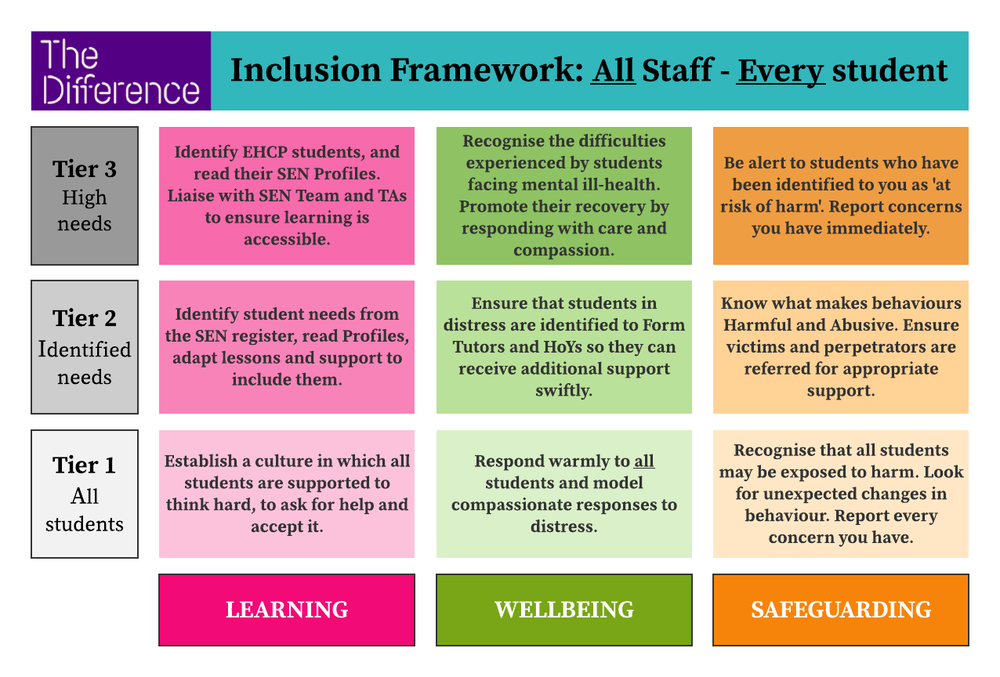 The
Difference
Inclusion Framework: All Staff - Every student
Tier 3
High
needs
Identify EHCP students, and
read their SEN Profiles.
Liaise with SEN Team and TAs
to ensure learning is
accessible.
Recognise the difficulties
experienced by students
facing mental ill-health.
Promote their recovery by
responding with care and
compassion.
Be alert to students who have
been identified to you as 'at
risk of harm'. Report concerns
you have immediately.
Tier 2
Identified
needs
Identify student needs from
the SEN register, read Profiles,
adapt lessons and support to
include them.
Ensure that students in
distress are identified to Form
Tutors and HoYs so they can
receive additional support
swiftly.
Know what makes behaviours
Harmful and Abusive. Ensure
victims and perpetrators are
referred for appropriate
support.
Tier 1
All
students
Establish a culture in which all
students are supported to
think hard, to ask for help and
accept it.
Respond warmly to all
students and model
compassionate responses to
distress.
Recognise that all students
may be exposed to harm. Look
for unexpected changes in
behaviour. Report every
concern you have.
LEARNING
WELLBEING
SAFEGUARDING